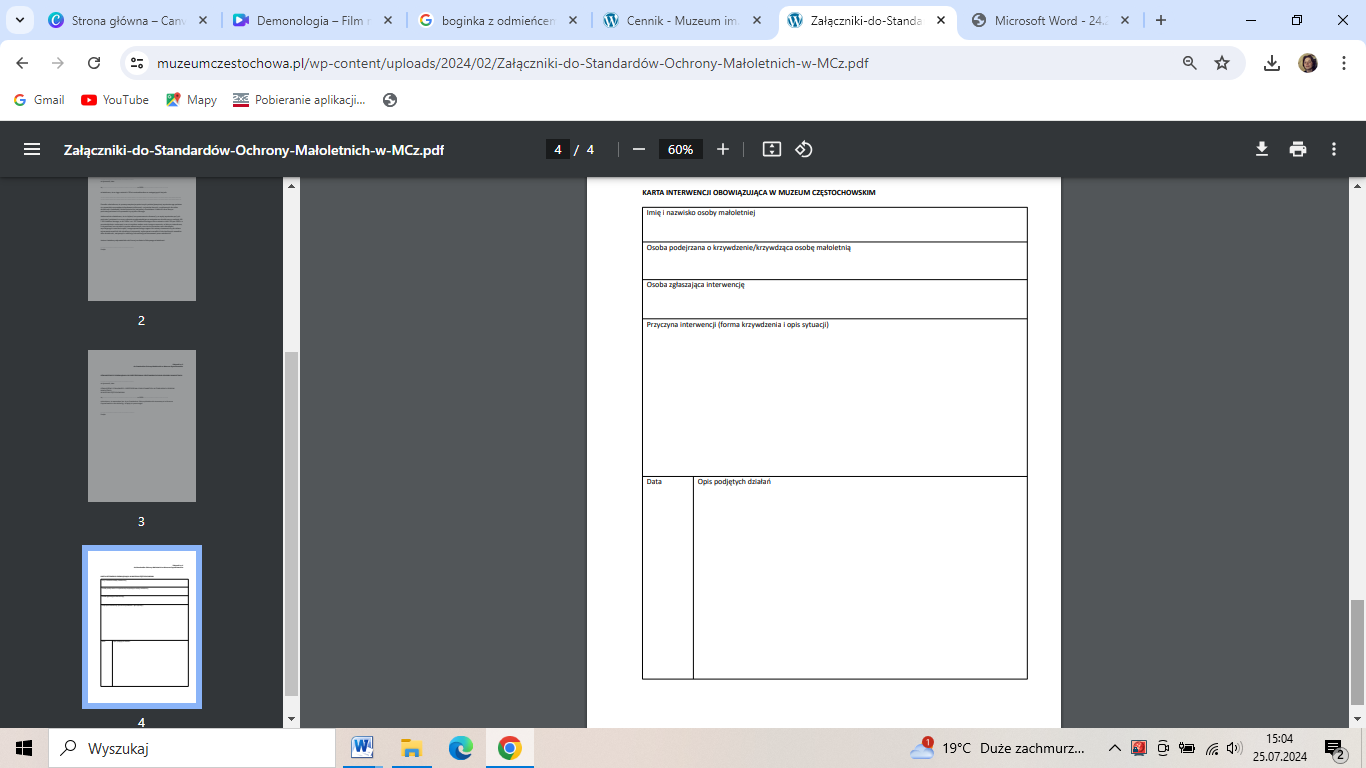 Strona główna – Canv
Demonologia – Film r
boginka z odmieńcem
Cennik - Muzeum im.
Załączniki-do-Standa
Microsoft Word - 24.2
muzeumczestochowa.pl/wp-content/uploads/2024/02/Załączniki-do-Standardów-Ochrony-Małoletnich-w-MCz.pdf
Gmail
YouTube
Mapy
Pobieranie aplikacji...
Załączniki-do-Standardów-Ochrony-Małoletnich-w-MCz.pdf
4 / 4
60%
2
3
4
KARTA INTERWENCJI OBOWIĄZUJĄCA W MUZEUM CZĘSTOCHOWSKIM
Imię i nazwisko osoby małoletniej
Osoba podejrzana o krzywdzenie/krzywdząca osobę małoletnią
Osoba zgłaszająca interwencję
Przyczyna interwencji (forma krzywdzenia i opis sytuacji)
Data
Opis podjętych działań
Wyszukaj
1
19°C Duże zachmurz...
15:04
25.07.2024
2